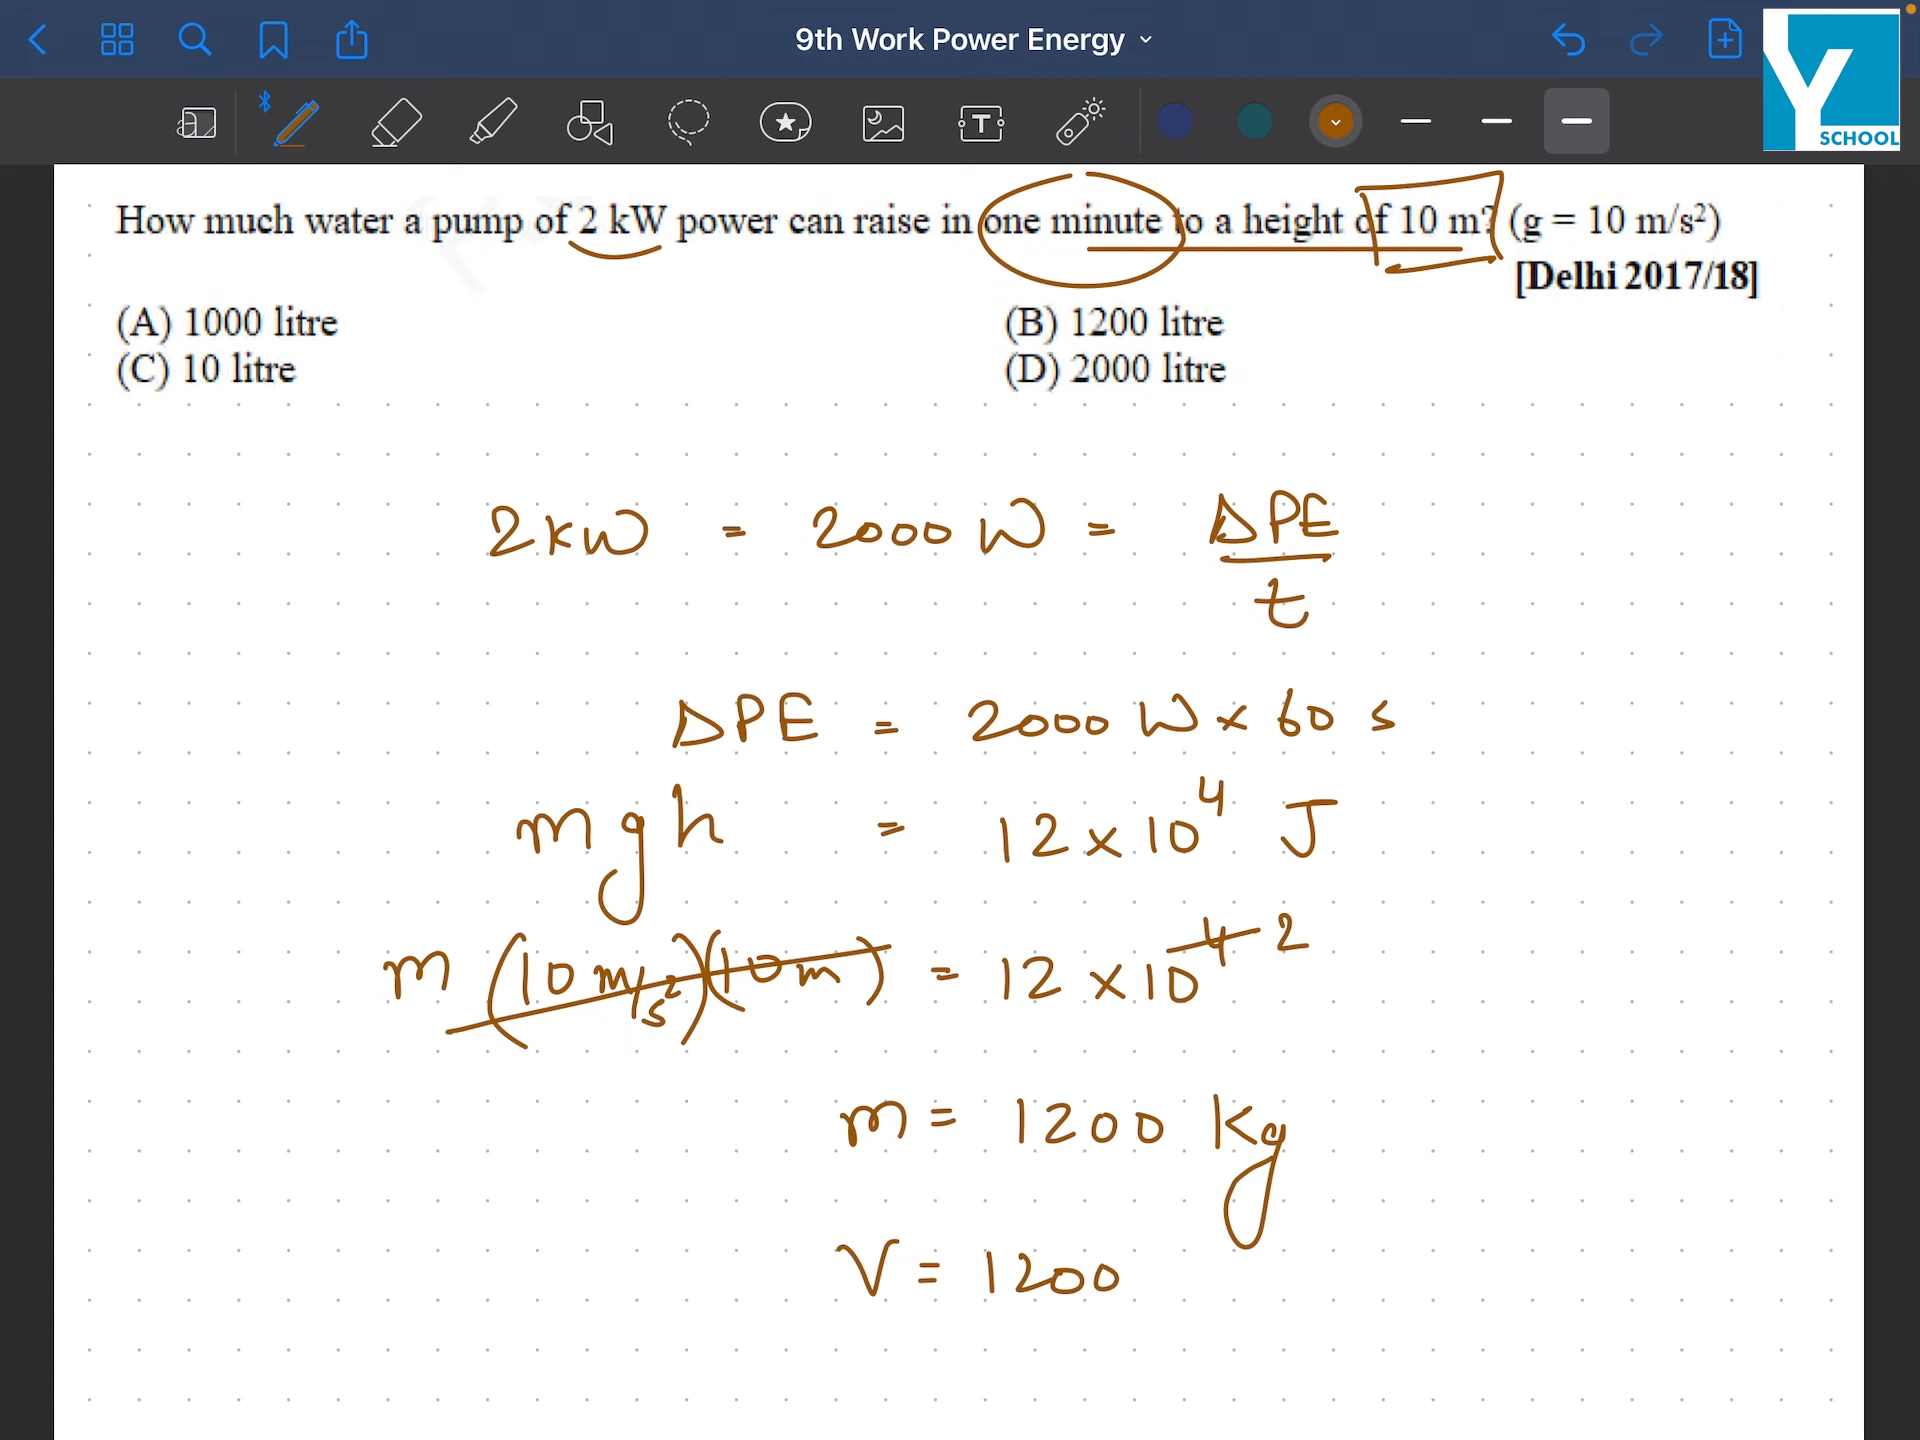 9th Work Power Energy
Y
SCHOOL
How much water a pump of 2 kW power can raise in one minute to a height of 10 m? (g = 10 m/s²)
[Delhi 2017/18]
(A) 1000 litre
(B) 1200 litre
(C) 10 litre
(D) 2000 litre
2kW = 2000 W = ΔPE / t
ΔPE = 2000 W × 60 s
mgh = 12 × 10⁴ J
m (10 m/s²)(10m) = 12 × 10⁴ 2
m = 1200 Kg
V = 1200